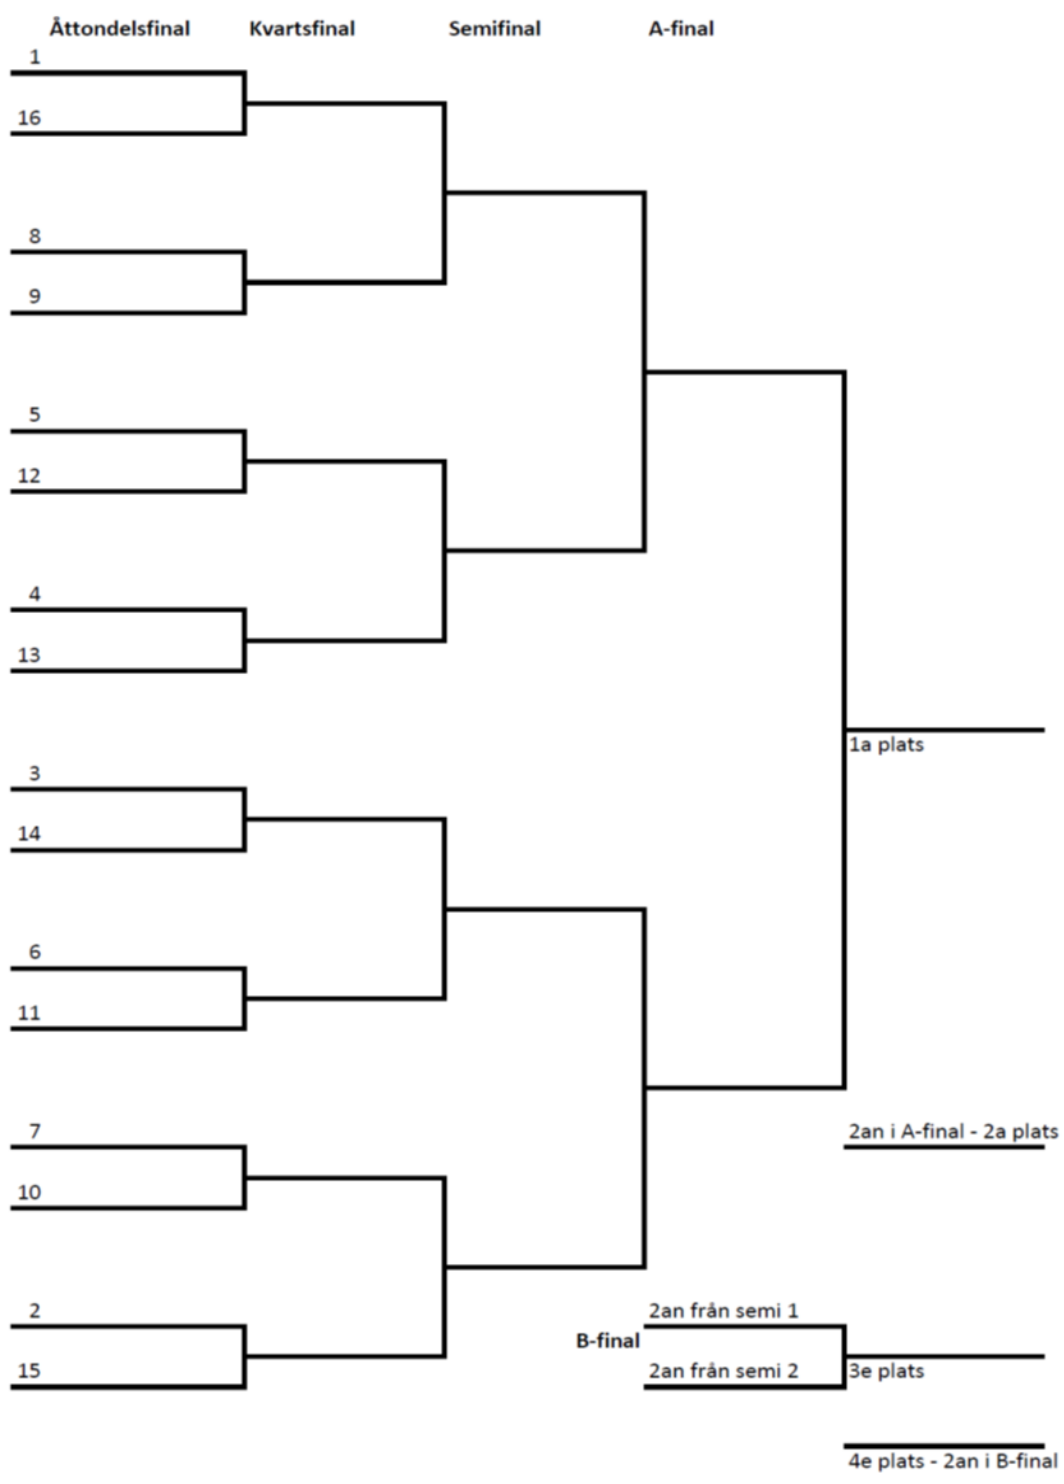 Åttondelsfinal Kvartsfinal Semifinal A-final
1
16
8
9
5
12
4
13
1a plats
3
14
6
11
7
2an i A-final - 2a plats
10
2
2an från semi 1
B-final
15
2an från semi 2
3e plats
4e plats - 2an i B-final